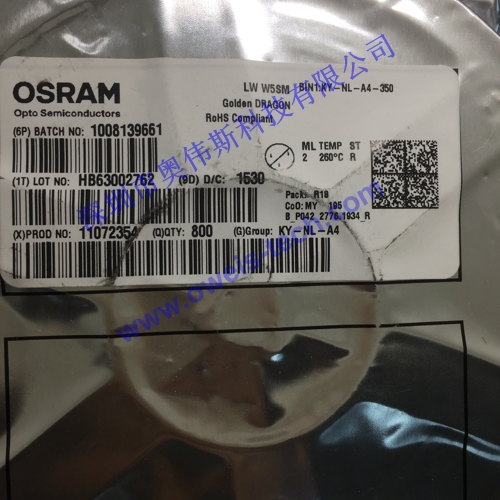 OSRAM
Opto Semiconductors
LW W5SM
BIN1:KY-NL-A4-350
Golden DRAGON
RoHS Compliant
(6P) BATCH NO: 1008139661
ML TEMP ST
2 260°C R
(1T) LOT NO: HB63002762 (9D) D/C: 1530
Pack: R18
CoO:MY 195
B_P042_2770.1934_R
(X)PROD NO: 11072354 (Q)QTY: 800 (G)Group: KY-NL-A4
深圳市奥伟斯科技有限公司
www.oweis-tech.com